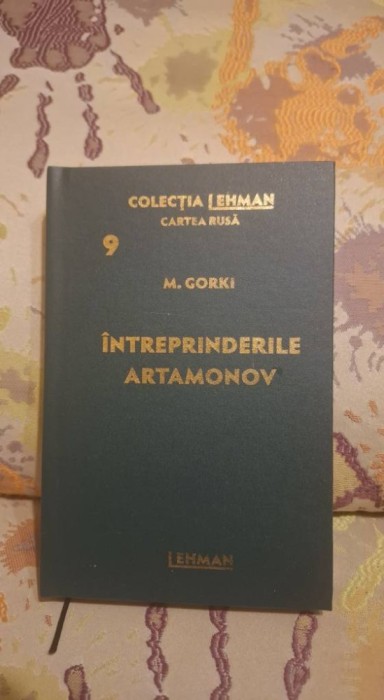 COLECȚIA LEHMAN
CARTEA RUSĂ
9
M. GORKI
ÎNTREPRINDERILE
ARTAMONOV
LEHMAN